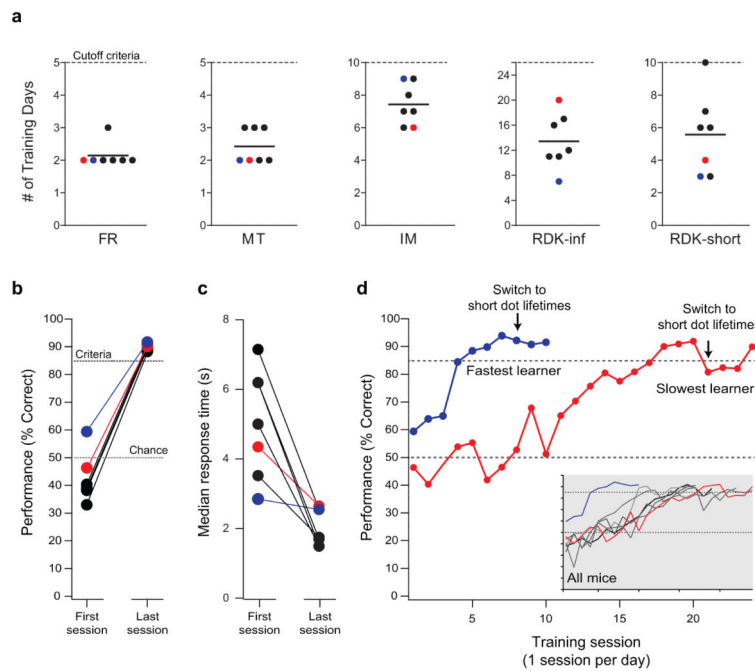 a
Cutoff criteria
# of Training Days
5
4
3
2
1
0
FR
5
4
3
2
1
0
MT
10
8
6
4
2
0
IM
24
20
16
12
8
4
0
RDK-inf
10
8
6
4
2
0
RDK-short
b
Performance (% Correct)
100
90
80
70
60
50
40
30
20
10
0
Criteria
Chance
First
session
Last
session
c
Median response time (s)
8
6
4
2
0
First
session
Last
session
d
Performance (% Correct)
100
90
80
70
60
50
40
30
20
10
0
Switch to
short dot lifetimes
Fastest learner
Switch to
short dot lifetime
Slowest learner
All mice
5
10
15
20
Training session
(1 session per day)